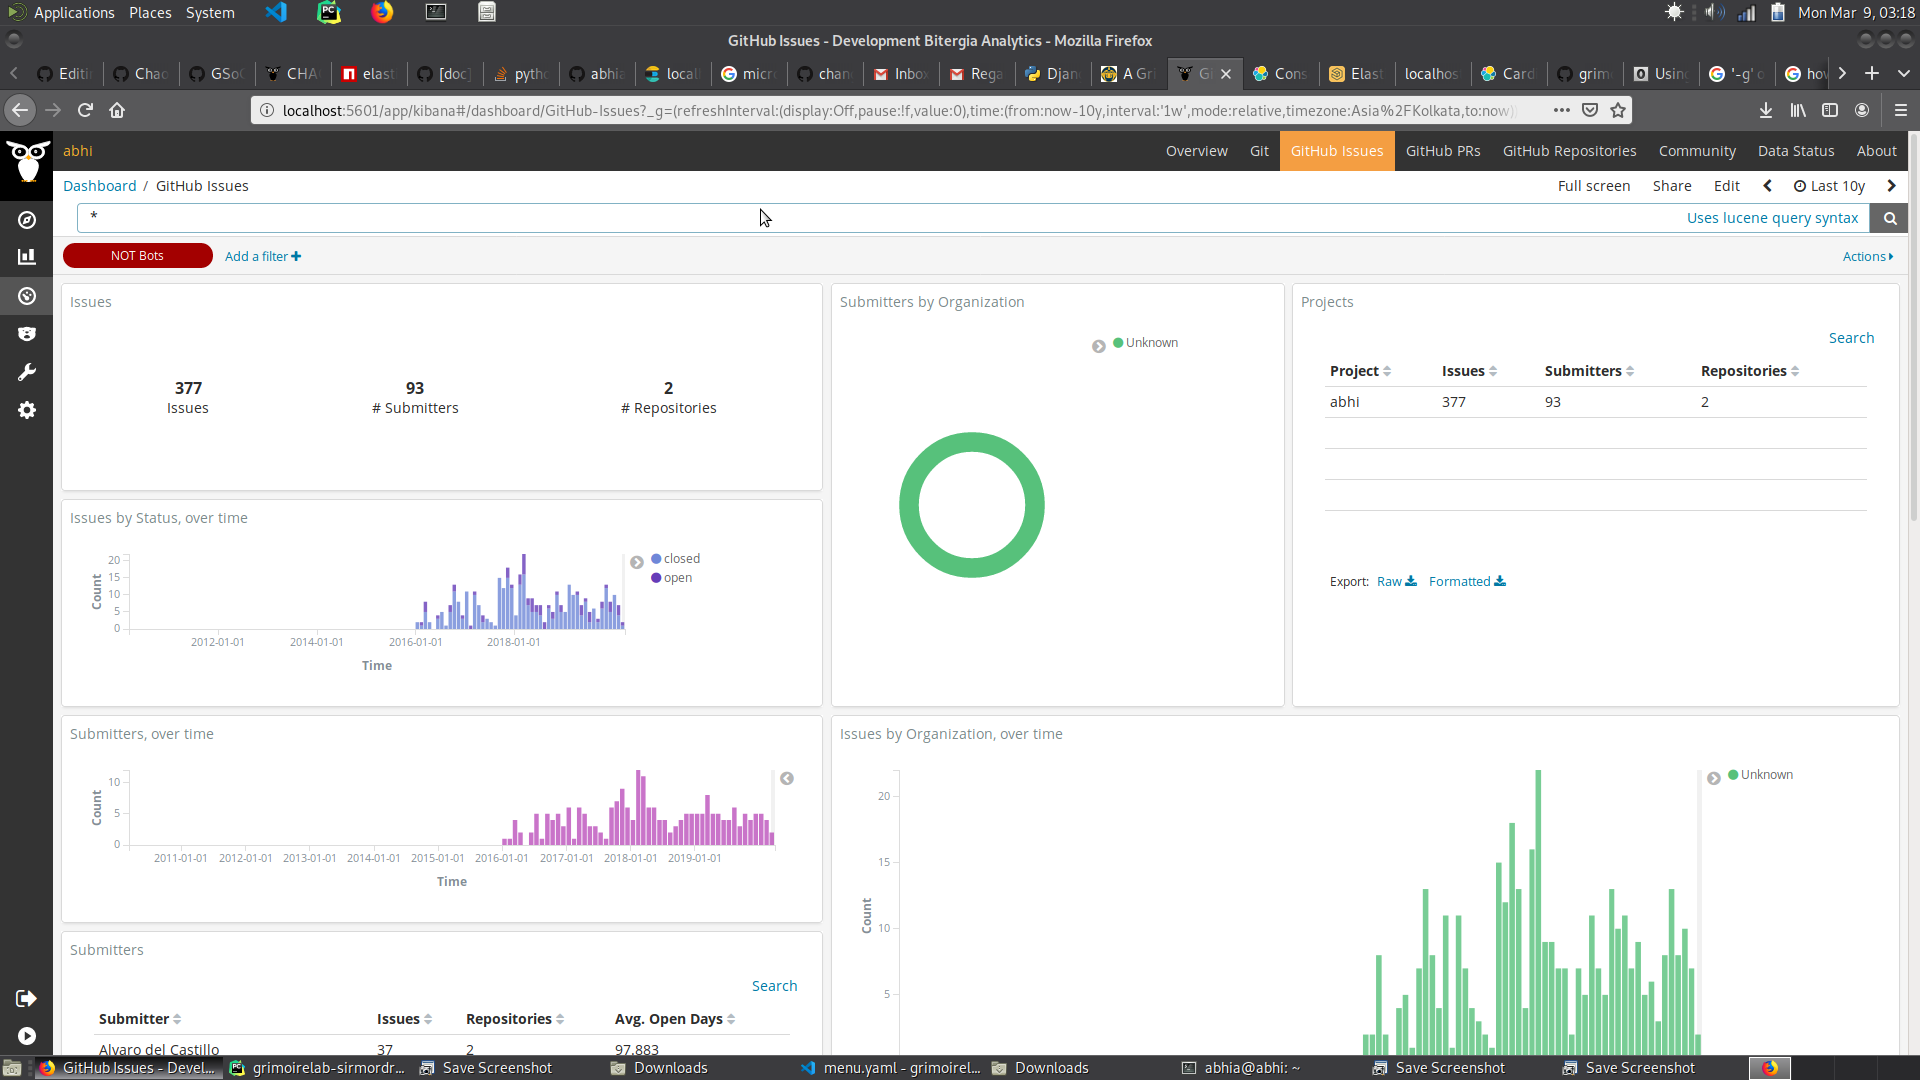 Applications Places System Mon Mar 9, 03:18
GitHub Issues - Development Bitergia Analytics - Mozilla Firefox
Editi Chao GSoC CHA elast [doc] pytho abhia local micr chan Inbo Rega Djan A Gri Gi Cons Elast localhos Card grim Usin '-g' o hov
localhost:5601/app/kibana#/dashboard/GitHub-Issues?_g=(refreshInterval:(display:Off,pause:!f,value:0),time:(from:now-10y,interval:'1w',mode:relative,timezone:Asia%2FKolkata,to:now))
abhi Overview Git GitHub Issues GitHub PRs GitHub Repositories Community Data Status About
Dashboard / GitHub Issues Full screen Share Edit Last 10y
* Uses lucene query syntax
NOT Bots Add a filter Actions
Issues
377 93 2
Issues # Submitters # Repositories
Submitters by Organization
Unknown
Projects
Search
Project Issues Submitters Repositories
abhi 377 93 2
Export: Raw Formatted
Issues by Status, over time
20
15
10
5
0
Count
2012-01-01 2014-01-01 2016-01-01 2018-01-01
Time
closed
open
Submitters, over time
10
5
0
Count
2011-01-01 2012-01-01 2013-01-01 2014-01-01 2015-01-01 2016-01-01 2017-01-01 2018-01-01 2019-01-01
Time
Issues by Organization, over time
20
15
10
5
Count
Unknown
Submitters
Search
Submitter Issues Repositories Avg. Open Days
Alvaro del Castillo 37 2 97.883
GitHub Issues - Devel... grimoirelab-sirmordr... Save Screenshot Downloads menu.yaml - grimoirel... Downloads abhia@abhi: ~ Save Screenshot Save Screenshot